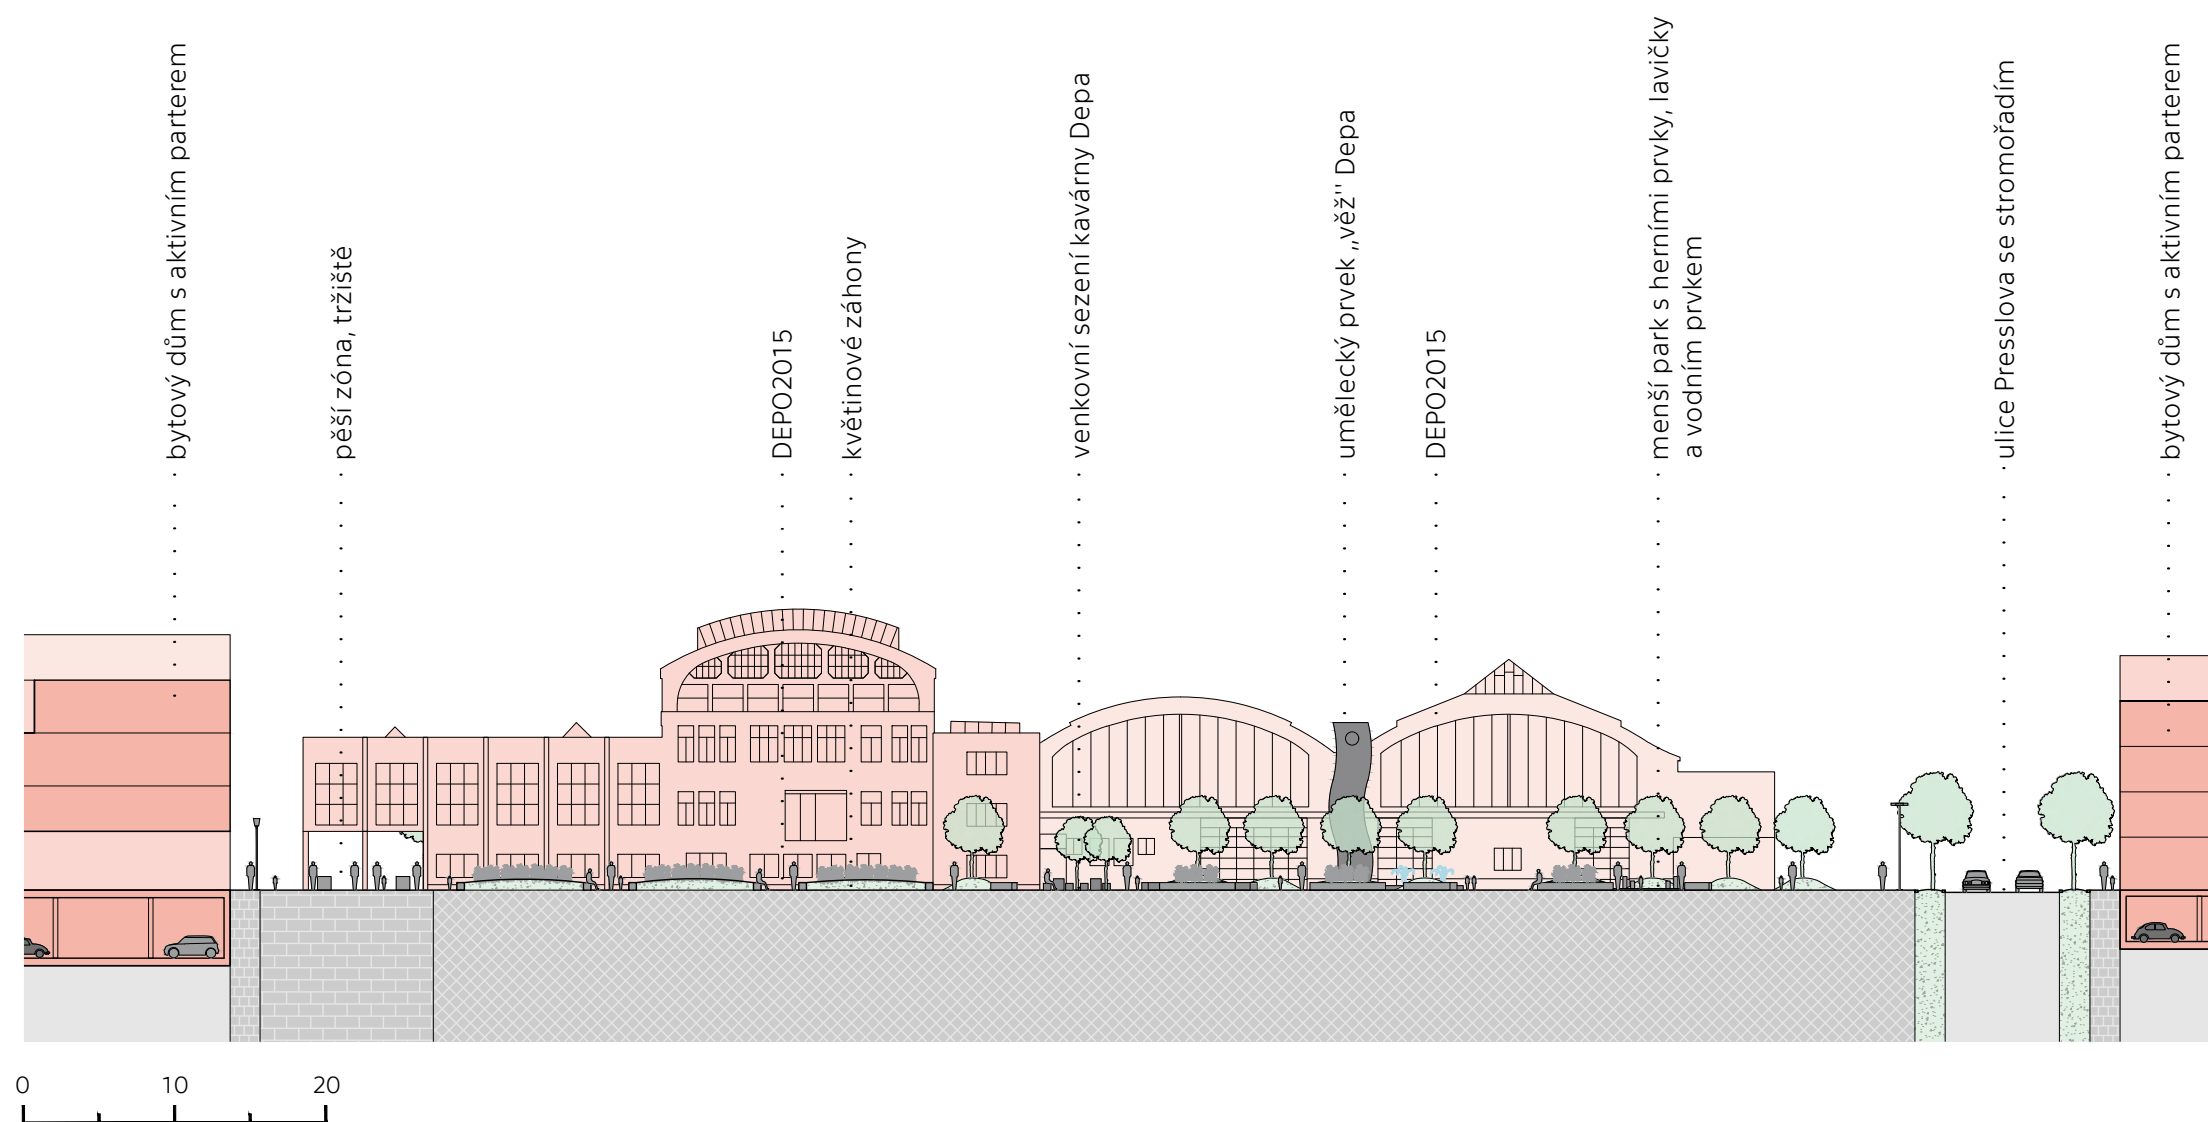 bytový dům s aktivním parterem
pěší zóna, tržiště
DEPO2015
květinové záhony
venkovní sezení kavárny Depa
umělecký prvek ,,věž'' Depa
DEPO2015
menší park s herními prvky, lavičky
a vodním prvkem
ulice Presslova se stromořadím
bytový dům s aktivním parterem
0 10 20